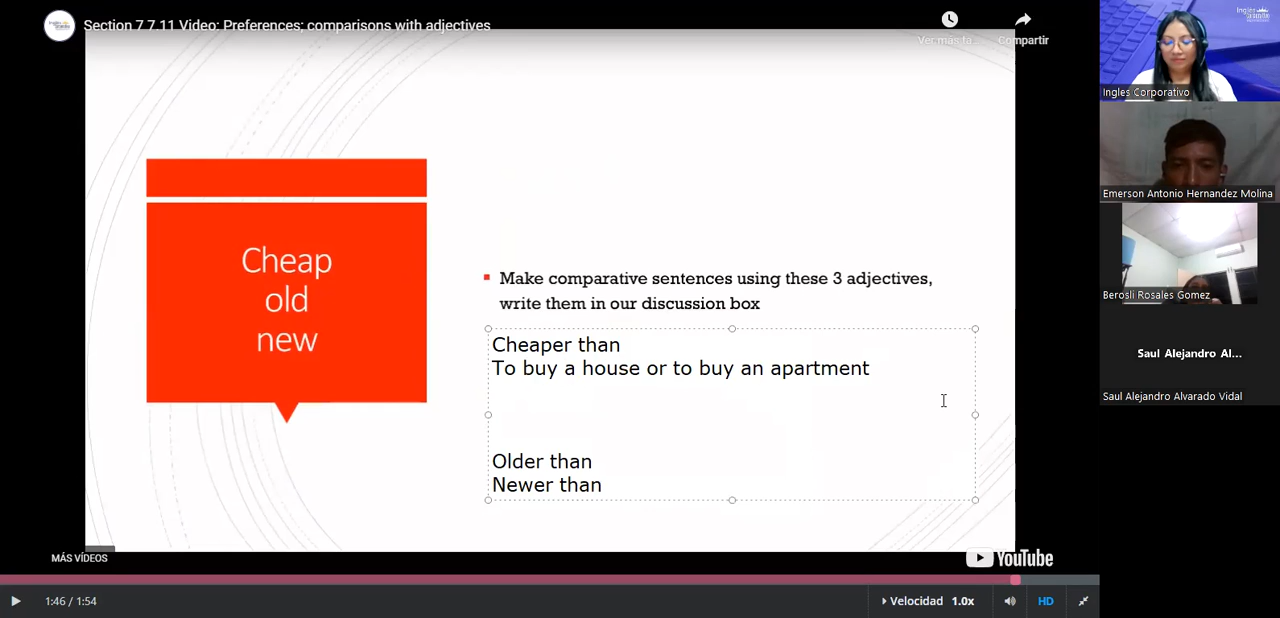 Section 7 7.11 Video: Preferences; comparisons with adjectives
Ver más ta...
Compartir
Cheap
old
new
Make comparative sentences using these 3 adjectives,
write them in our discussion box
Cheaper than
To buy a house or to buy an apartment
Older than
Newer than
MÁS VÍDEOS
YouTube
1:46 / 1:54
Velocidad 1.0x
HD
Ingles Corporativo
Emerson Antonio Hernandez Molina
Berosli Rosales Gomez
Saul Alejandro Al...
Saul Alejandro Alvarado Vidal